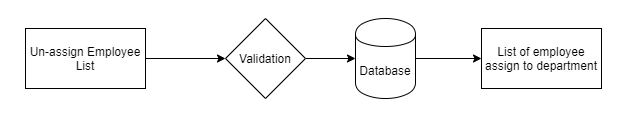 Un-assign Employee
List
Validation
Database
List of employee
assign to department